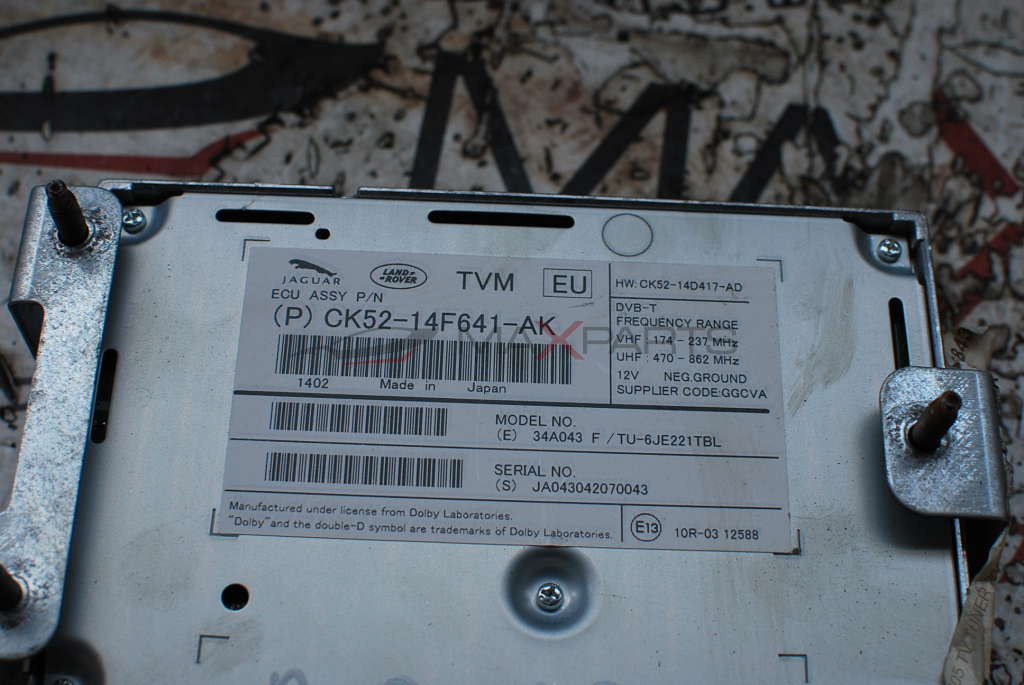 JAGUAR LAND ROVER TVM EU
ECU ASSY P/N
(P) CK52-14F641-AK
1402 Made in Japan
HW: CK52-14D417-AD
DVB-T
FREQUENCY RANGE
VHF : 174 - 237 MHz
UHF : 470 - 862 MHz
12V NEG.GROUND
SUPPLIER CODE:GGCVA
MAXPARTS
MODEL NO.
(E) 34A043 F /TU-6JE221TBL
SERIAL NO.
(S) JA043042070043
Manufactured under license from Dolby Laboratories.
"Dolby" and the double-D symbol are trademarks of Dolby Laboratories.
E13 10R-03 12588
TV TUNER